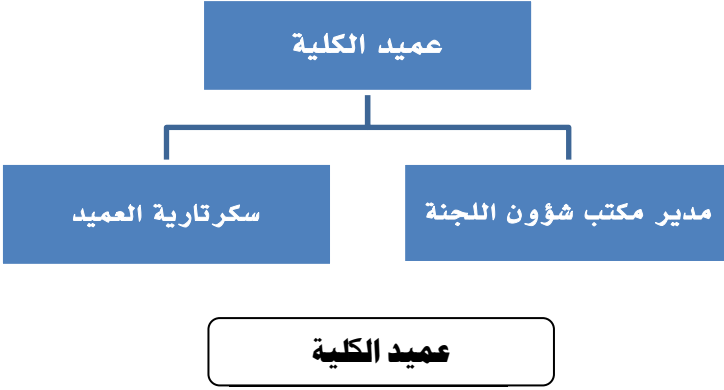 عميد الكلية
مدير مكتب شؤون اللجنة
سكرتارية العميد
عميد الكلية